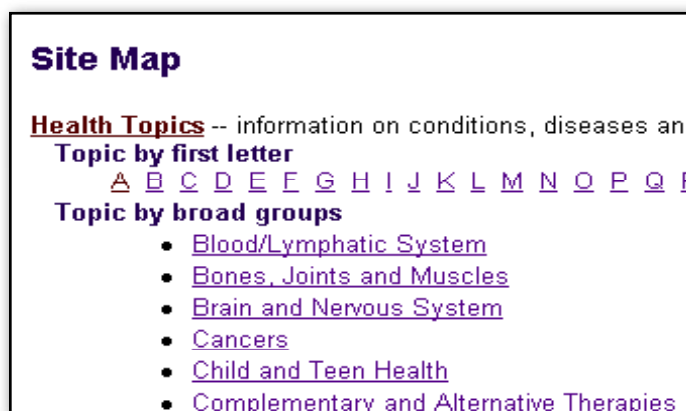 Site Map
Health Topics -- information on conditions, diseases an
Topic by first letter
A B C D E F G H I J K L M N O P Q
Topic by broad groups
• Blood/Lymphatic System
• Bones, Joints and Muscles
• Brain and Nervous System
• Cancers
• Child and Teen Health
• Complementary and Alternative Therapies